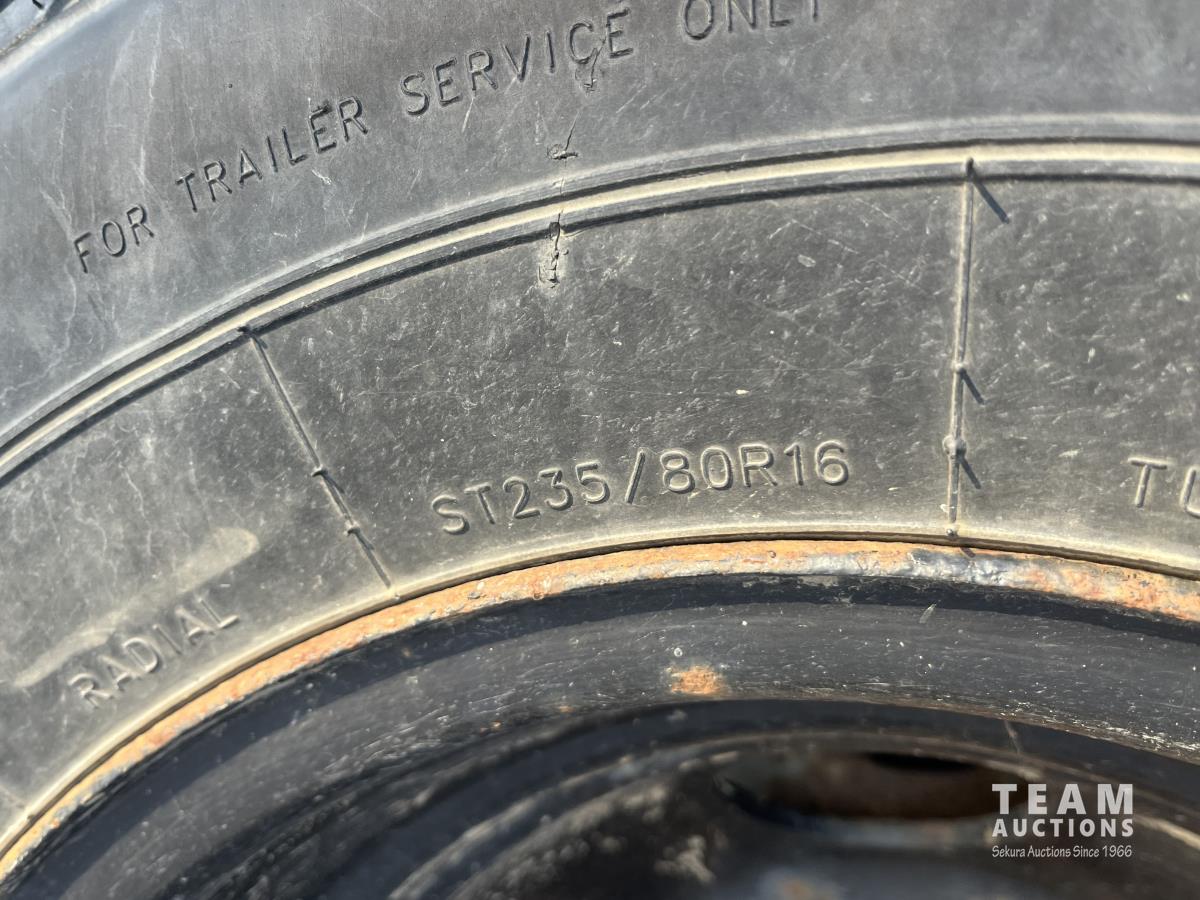 FOR TRAILER SERVICE ONLY
ST235/80R16
RADIAL
TEAM
AUCTIONS
Sekura Auctions Since 1966